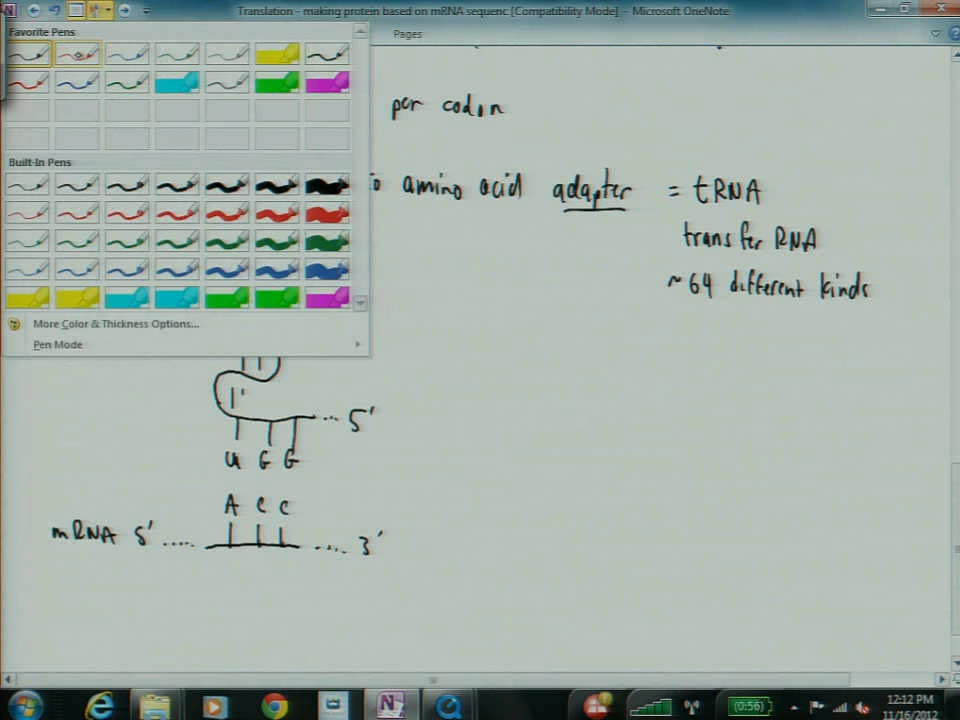 Translation - making protein based on mRNA sequenc [Compatibility Mode] - Microsoft OneNote
Favorite Pens
Pages
per codon
Built-In Pens
amino acid adapter = tRNA
transfer RNA
~64 different kinds
More Color & Thickness Options...
Pen Mode
... 5'
U G G
A C C
mRNA 5' ..... .... 3'
(0:56)
12:12 PM
11/16/2012